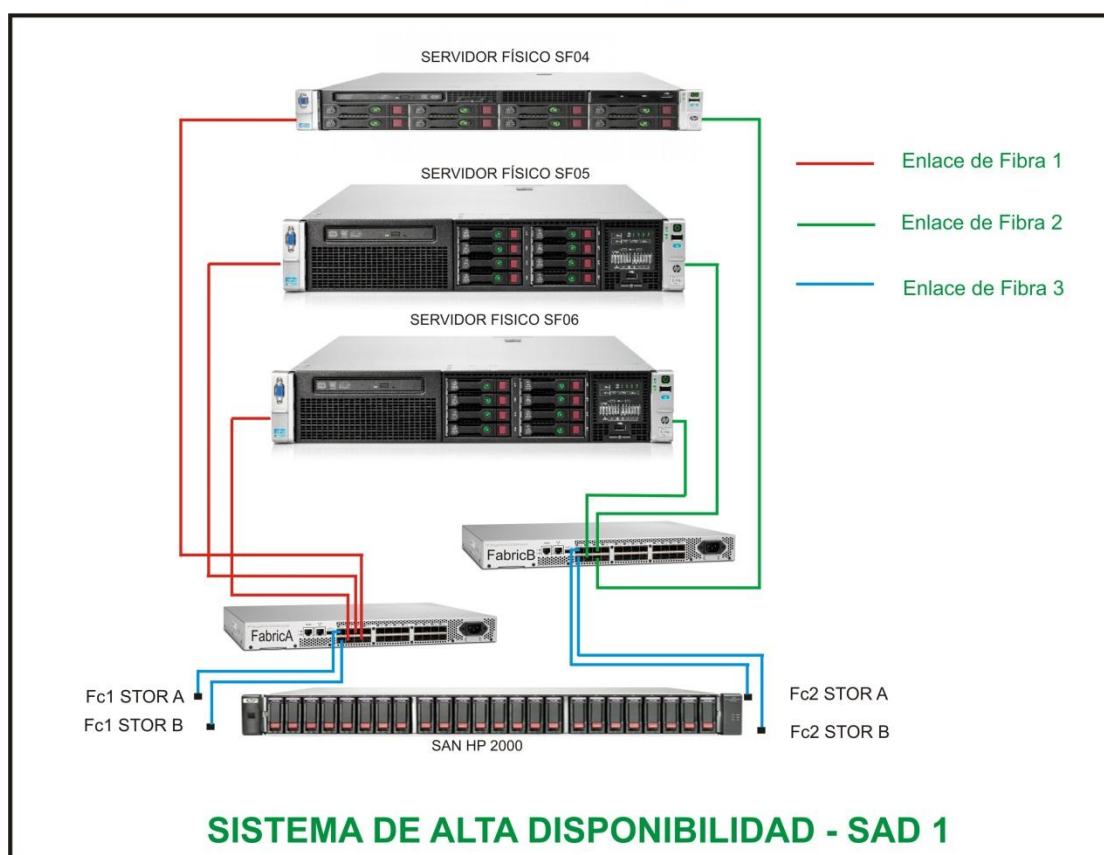 SERVIDOR FÍSICO SF04
Enlace de Fibra 1
SERVIDOR FÍSICO SF05
Enlace de Fibra 2
Enlace de Fibra 3
SERVIDOR FISICO SF06
FabricB
FabricA
Fc1 STOR A
Fc2 STOR A
Fc1 STOR B
Fc2 STOR B
SAN HP 2000
SISTEMA DE ALTA DISPONIBILIDAD - SAD 1